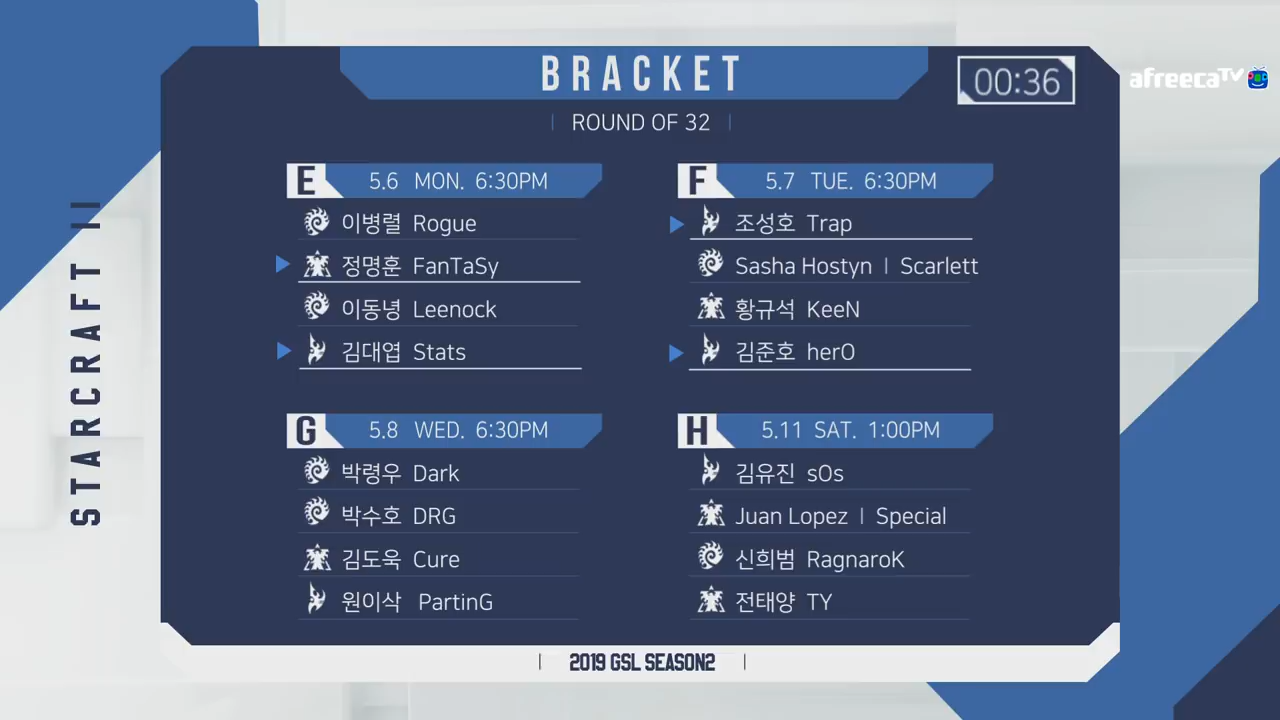 BRACKET
00:36
afreecaTV
ROUND OF 32
E 5.6 MON. 6:30PM
이병렬 Rogue
정명훈 FanTaSy
이동녕 Leenock
김대엽 Stats
F 5.7 TUE. 6:30PM
조성호 Trap
Sasha Hostyn | Scarlett
황규석 KeeN
김준호 herO
G 5.8 WED. 6:30PM
박령우 Dark
박수호 DRG
김도욱 Cure
원이삭 PartinG
H 5.11 SAT. 1:00PM
김유진 sOs
Juan Lopez | Special
신희범 RagnaroK
전태양 TY
STARCRAFT II
2019 GSL SEASON2